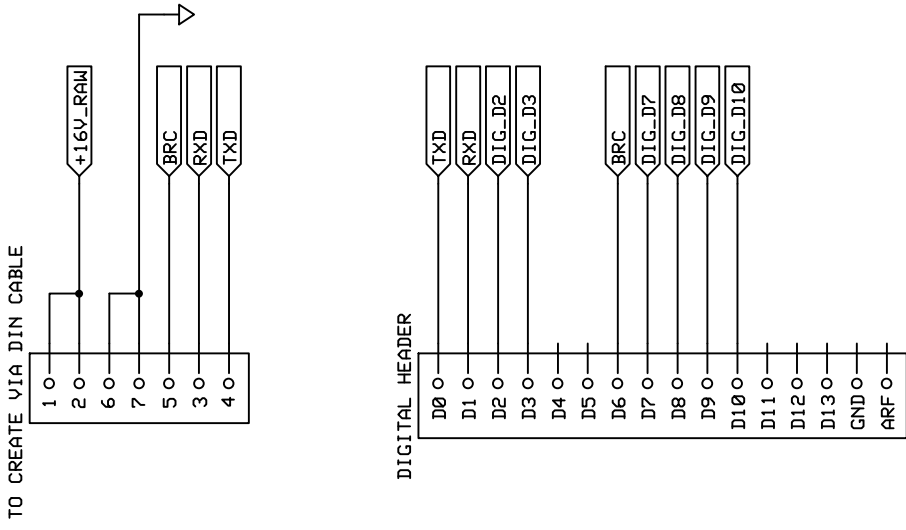 TO CREATE VIA DIN CABLE
+16V_RAW
BRC
RXD
TXD
1
2
6
7
5
3
4
DIGITAL HEADER
TXD
RXD
DIG_D2
DIG_D3
BRC
DIG_D7
DIG_D8
DIG_D9
DIG_D10
D0
D1
D2
D3
D4
D5
D6
D7
D8
D9
D10
D11
D12
D13
GND
ARF